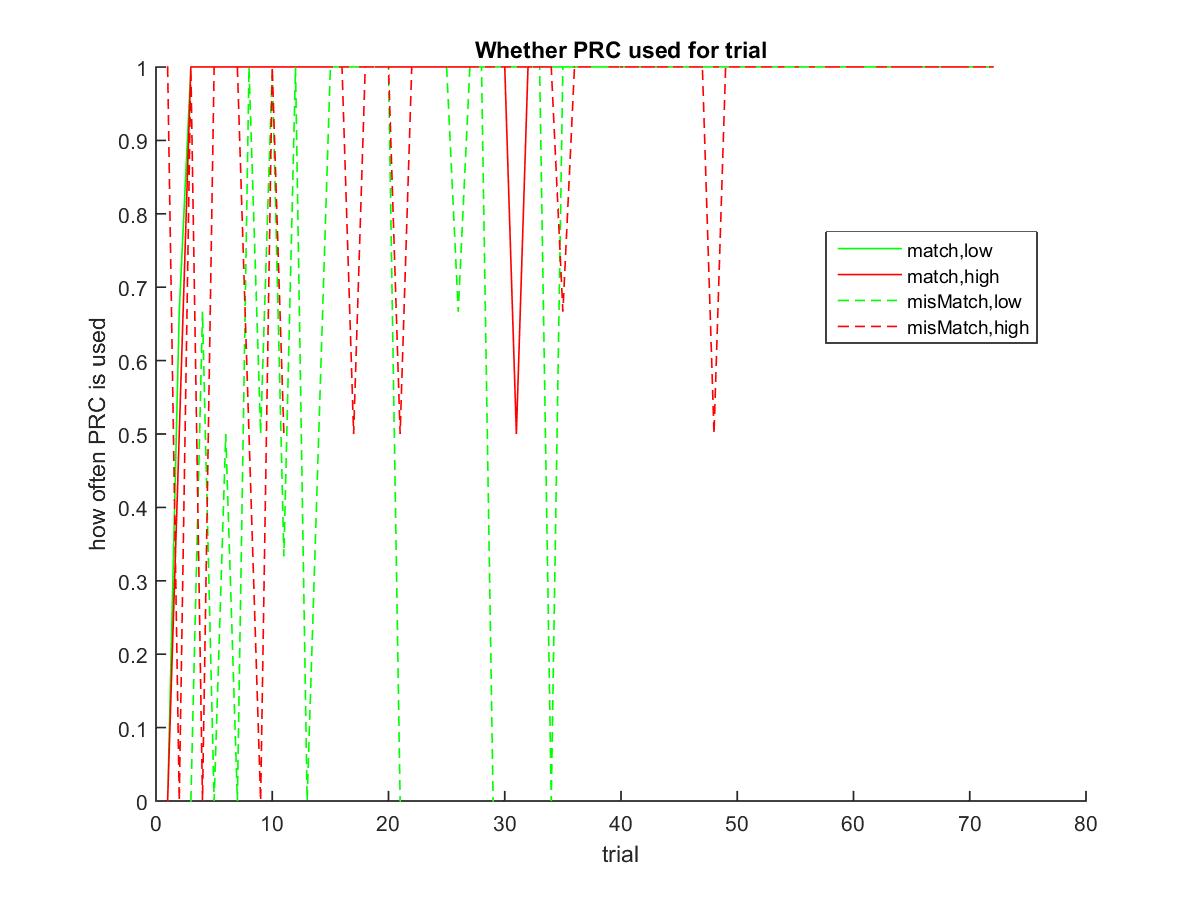 Whether PRC used for trial
1
0.9
0.8
0.7
0.6
0.5
0.4
0.3
0.2
0.1
0
how often PRC is used
match,low
match,high
misMatch,low
misMatch,high
0 10 20 30 40 50 60 70 80
trial